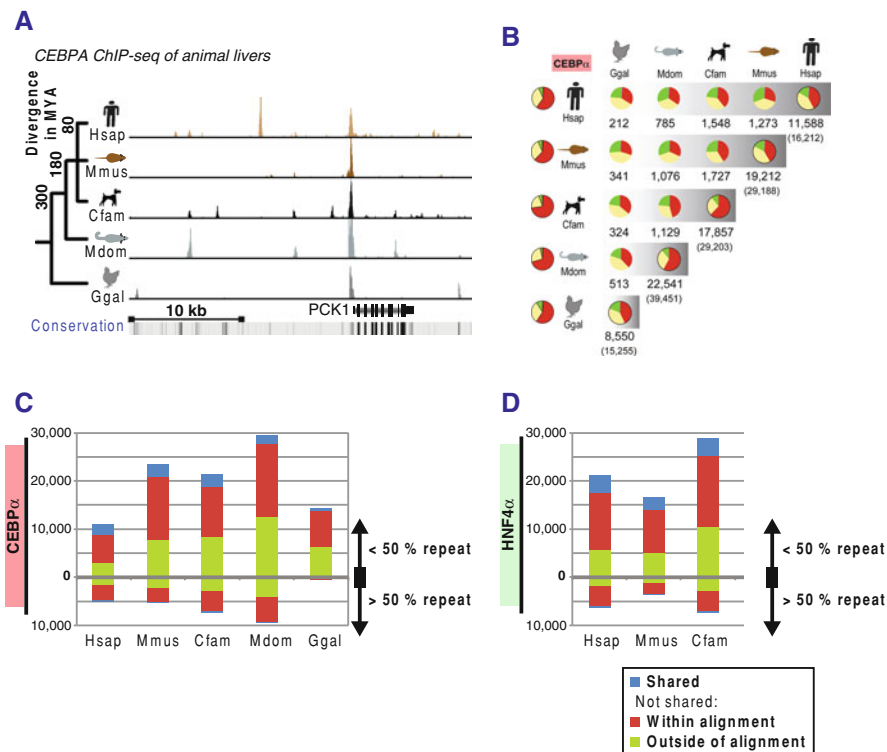 A
CEBPA ChIP-seq of animal livers
Divergence
in MYA
80
180
300
Hsap
Mmus
Cfam
Mdom
Ggal
10 kb
PCK1
Conservation
B
CEBPα
Ggal Mdom Cfam Mmus Hsap
Hsap
212 785 1,548 1,273 11,588
(16,212)
Mmus
341 1,076 1,727 19,212
(29,188)
Cfam
324 1,129 17,857
(29,203)
Mdom
513 22,541
(39,451)
Ggal
8,550
(15,255)
C
CEBPα
30,000
20,000
10,000
0
10,000
Hsap Mmus Cfam Mdom Ggal
< 50 % repeat
> 50 % repeat
D
HNF4α
30,000
20,000
10,000
0
10,000
Hsap Mmus Cfam
< 50 % repeat
> 50 % repeat
Shared
Not shared:
Within alignment
Outside of alignment